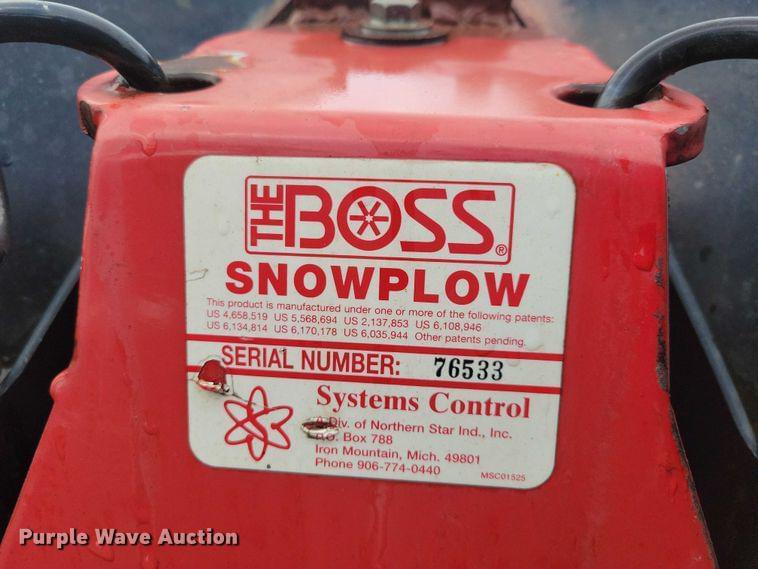 THE BOSS®
SNOWPLOW
This product is manufactured under one or more of the following patents:
US 4,658,519 US 5,568,694 US 2,137,853 US 6,108,946
US 6,134,814 US 6,170,178 US 6,035,944 Other patents pending.
SERIAL NUMBER: 76533
Systems Control
Div. of Northern Star Ind., Inc.
P.O. Box 788
Iron Mountain, Mich. 49801
Phone 906-774-0440
MSC01525
Purple Wave Auction